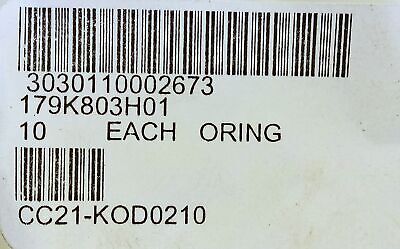 3030110002673
179K803H01
10 EACH ORING
CC21-KOD0210